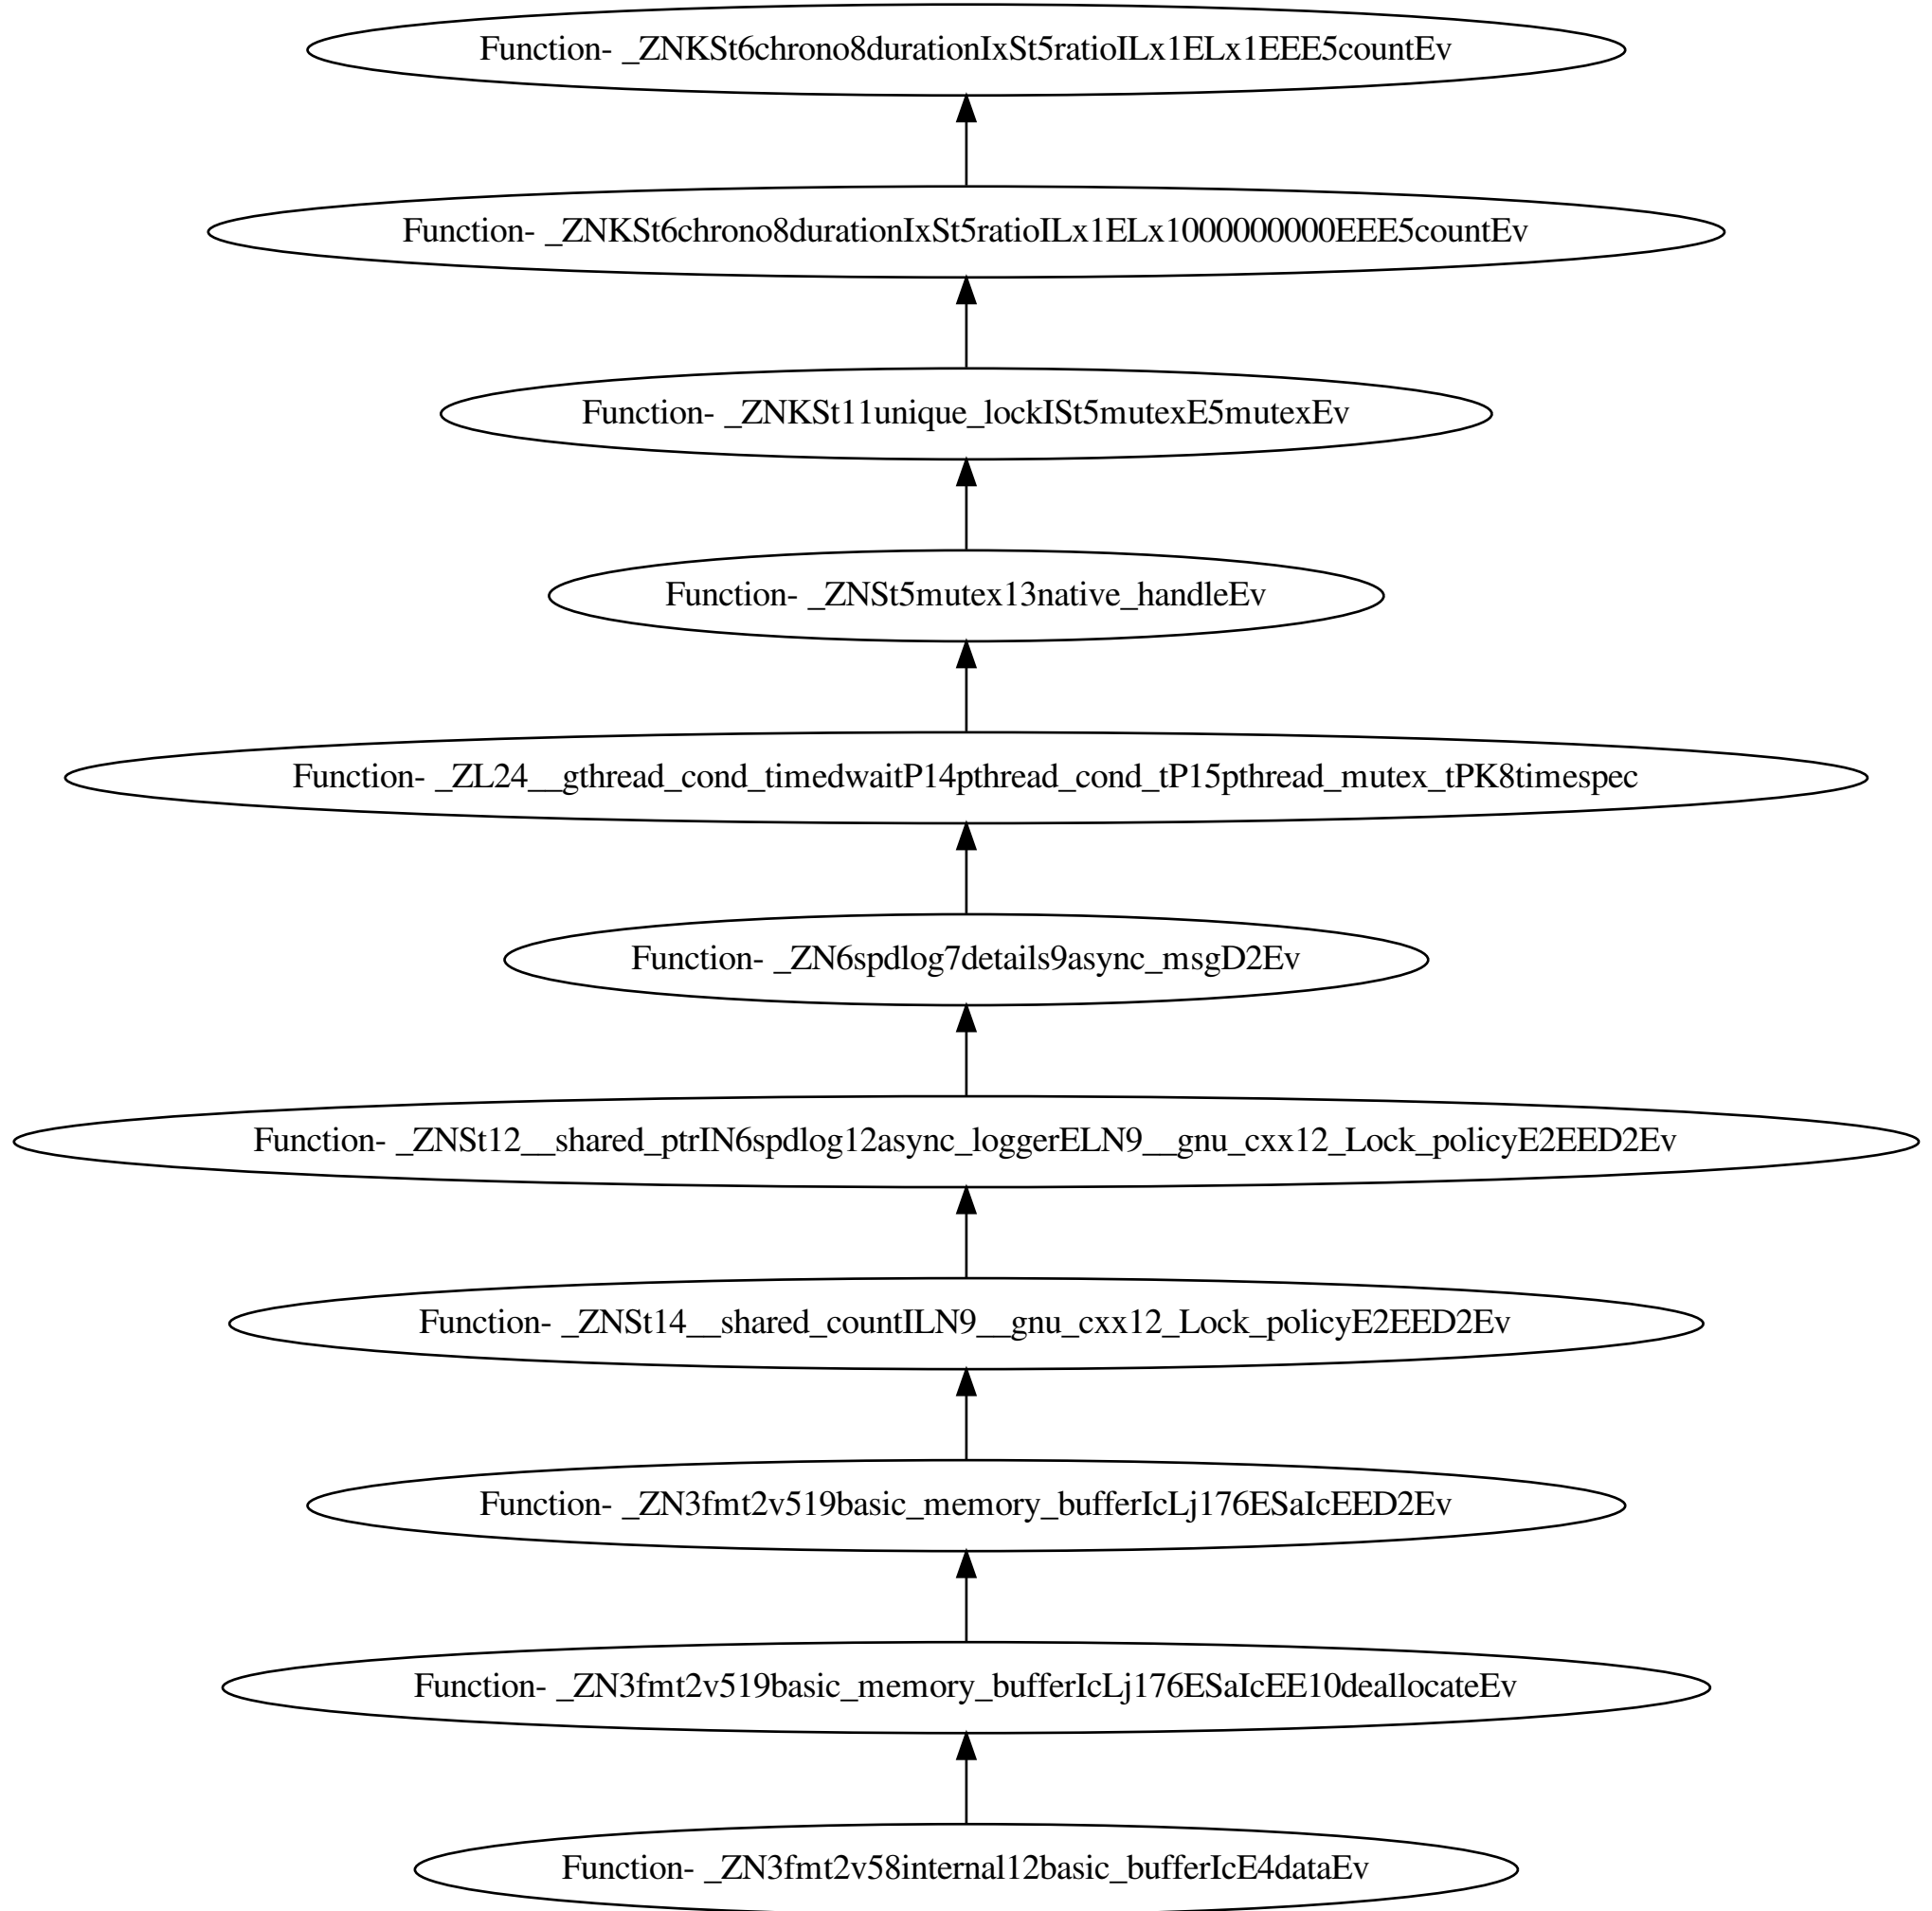 Function- _ZNKSt6chrono8durationIxSt5ratioILx1ELx1EEE5countEv
Function- _ZNKSt6chrono8durationIxSt5ratioILx1ELx1000000000EEE5countEv
Function- _ZNKSt11unique_lockISt5mutexE5mutexEv
Function- _ZNSt5mutex13native_handleEv
Function- _ZL24__gthread_cond_timedwaitP14pthread_cond_tP15pthread_mutex_tPK8timespec
Function- _ZN6spdlog7details9async_msgD2Ev
Function- _ZNSt12__shared_ptrIN6spdlog12async_loggerELN9__gnu_cxx12_Lock_policyE2EED2Ev
Function- _ZNSt14__shared_countILN9__gnu_cxx12_Lock_policyE2EED2Ev
Function- _ZN3fmt2v519basic_memory_bufferIcLj176ESaIcEED2Ev
Function- _ZN3fmt2v519basic_memory_bufferIcLj176ESaIcEE10deallocateEv
Function- _ZN3fmt2v58internal12basic_bufferIcE4dataEv